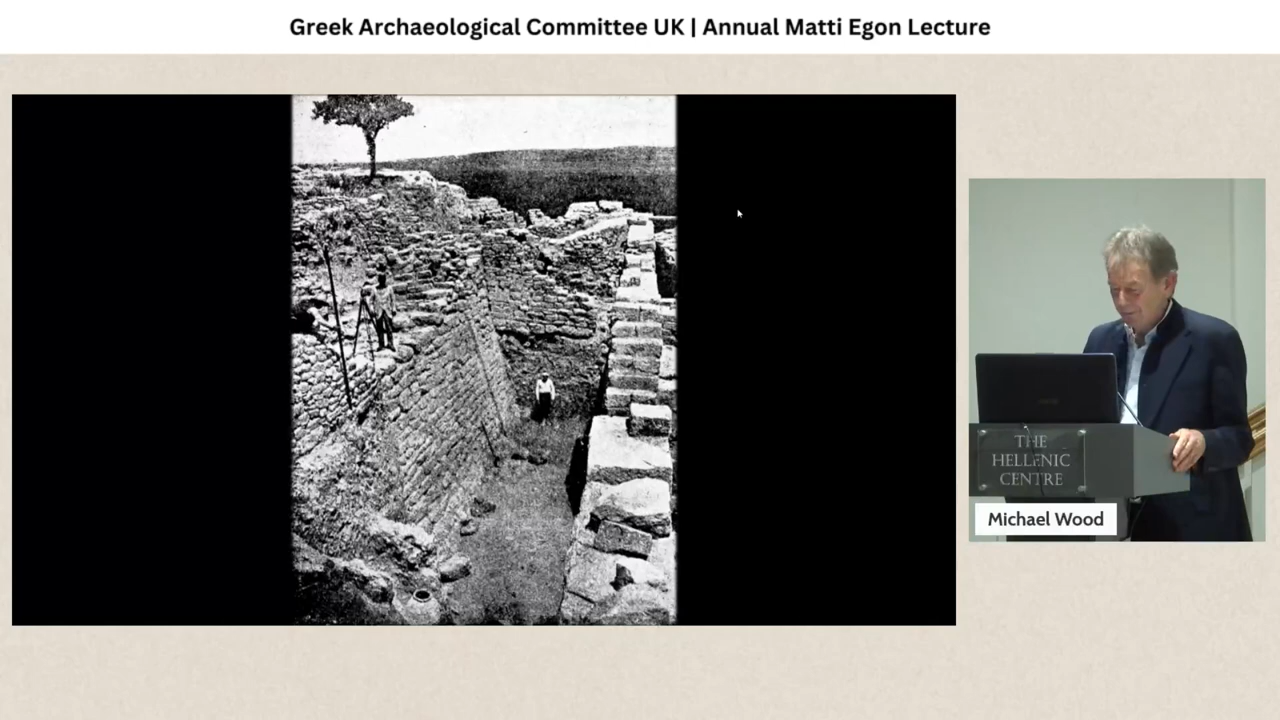 Greek Archaeological Committee UK | Annual Matti Egon Lecture
THE
HELLENIC
CENTRE
Michael Wood